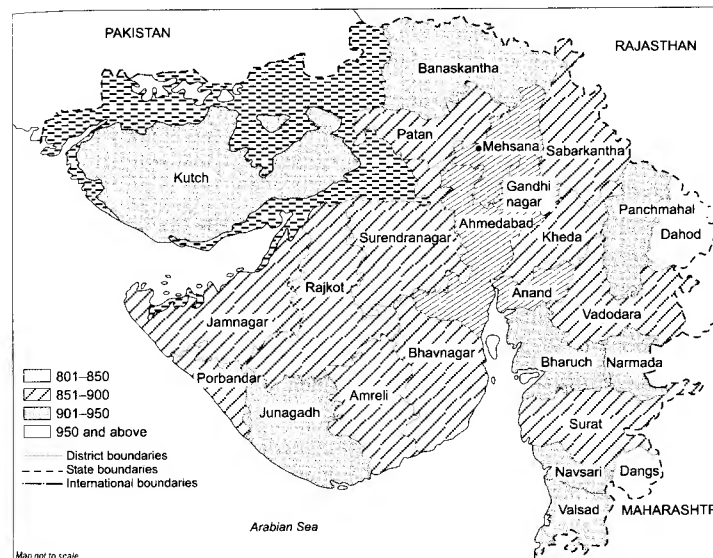 PAKISTAN
RAJASTHAN
Banaskantha
Patan
Mehsana
Sabarkantha
Kutch
Gandhi
nagar
Panchmahal
Dahod
Ahmedabad
Surendranagar
Kheda
Rajkot
Anand
Jamnagar
Vadodara
Bhavnagar
Bharuch
Narmada
Porbandar
Amreli
Junagadh
Surat
Navsari
Dangs
Valsad
MAHARASHTR
801–850
851–900
901–950
950 and above
District boundaries
State boundaries
International boundaries
Arabian Sea
Map not to scale